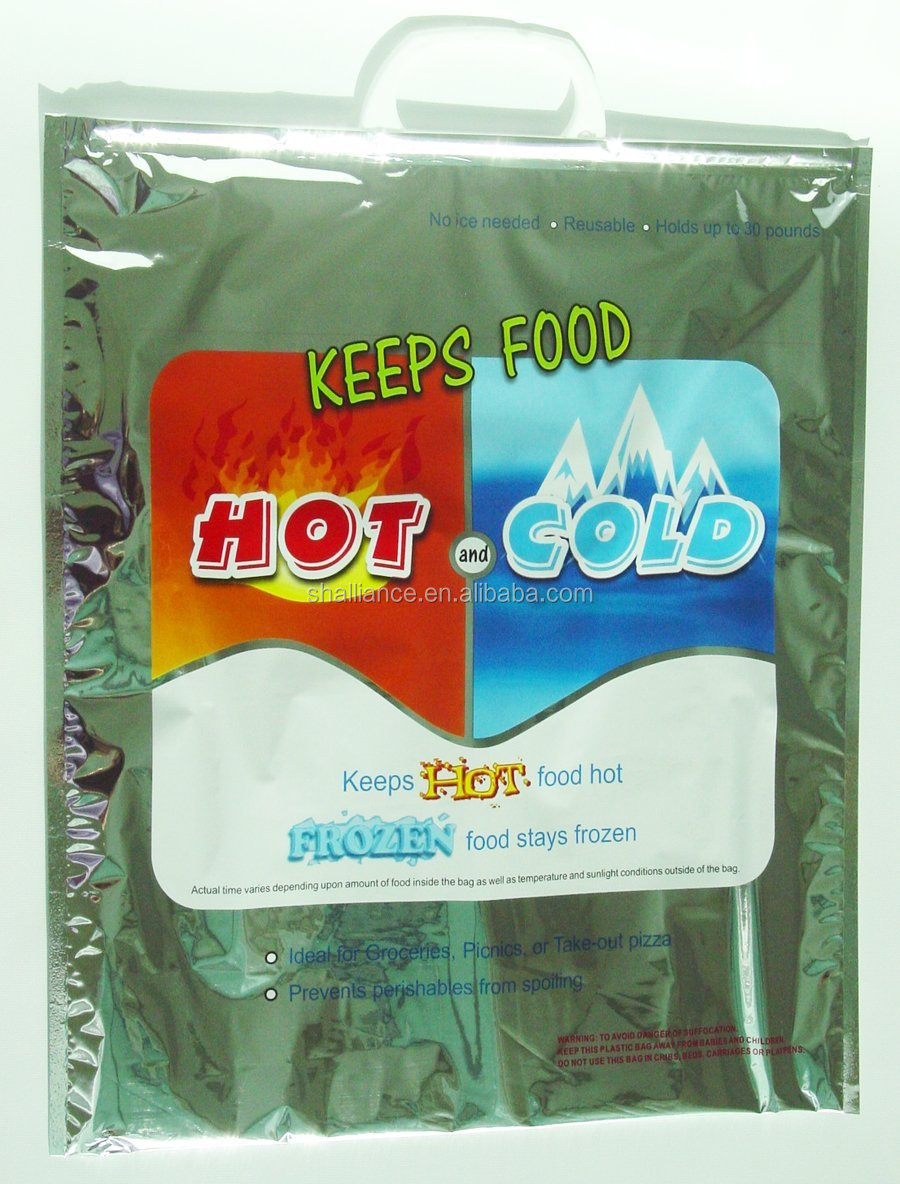 No ice needed • Reusable • Holds up to 30 pounds
KEEPS FOOD
HOT and COLD
shalliance.en.alibaba.com
Keeps HOT food hot
FROZEN food stays frozen
Actual time varies depending upon amount of food inside the bag as well as temperature and sunlight conditions outside of the bag.
• Ideal for Groceries, Picnics, or Take-out pizza
• Prevents perishables from spoiling
WARNING: TO AVOID DANGER OF SUFFOCATION.
KEEP THIS PLASTIC BAG AWAY FROM BABIES AND CHILDREN.
DO NOT USE THIS BAG IN CRIBS, BEDS, CARRIAGES OR PLAYPENS.